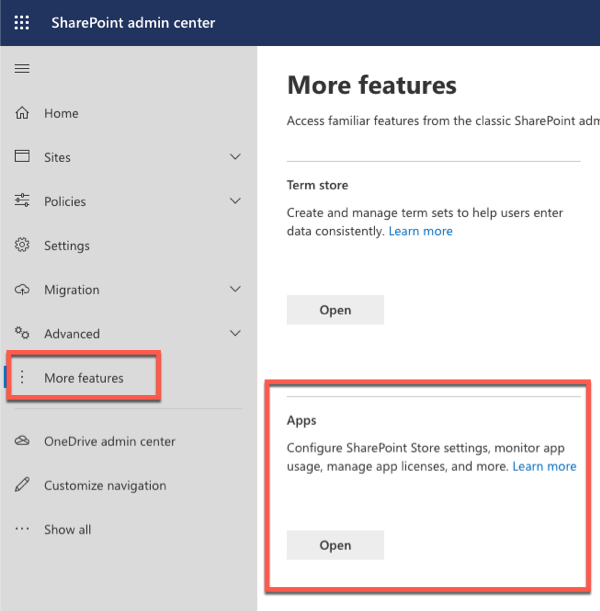 SharePoint admin center
Home
Sites
Policies
Settings
Migration
Advanced
More features
OneDrive admin center
Customize navigation
Show all
More features
Access familiar features from the classic SharePoint adm
Term store
Create and manage term sets to help users enter
data consistently. Learn more
Open
Apps
Configure SharePoint Store settings, monitor app
usage, manage app licenses, and more. Learn more
Open